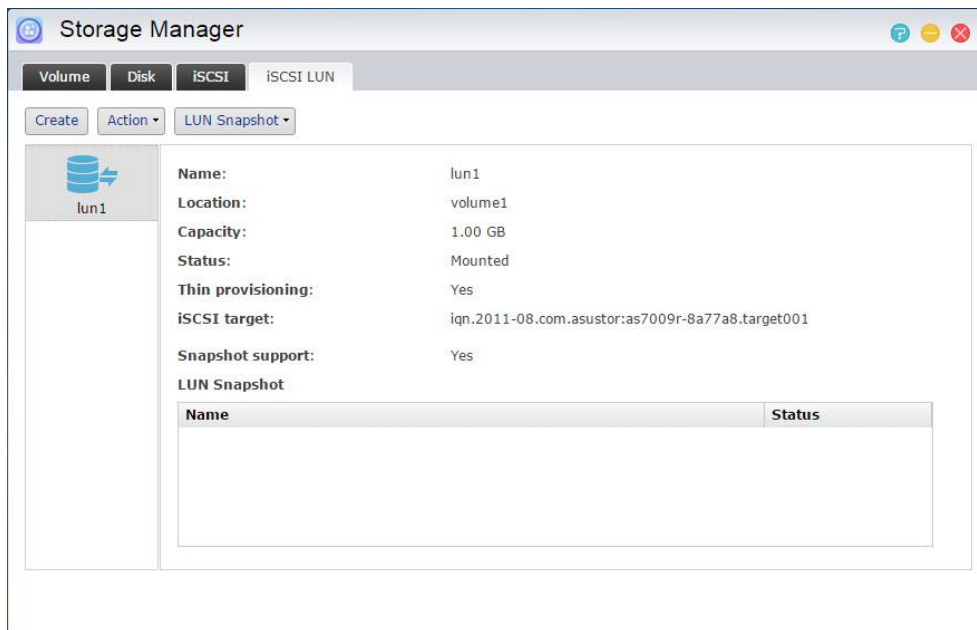 Storage Manager
Volume Disk iSCSI iSCSI LUN
Create Action LUN Snapshot
lun1
Name: lun1
Location: volume1
Capacity: 1.00 GB
Status: Mounted
Thin provisioning: Yes
iSCSI target: iqn.2011-08.com.asustor:as7009r-8a77a8.target001
Snapshot support: Yes
LUN Snapshot
Name Status